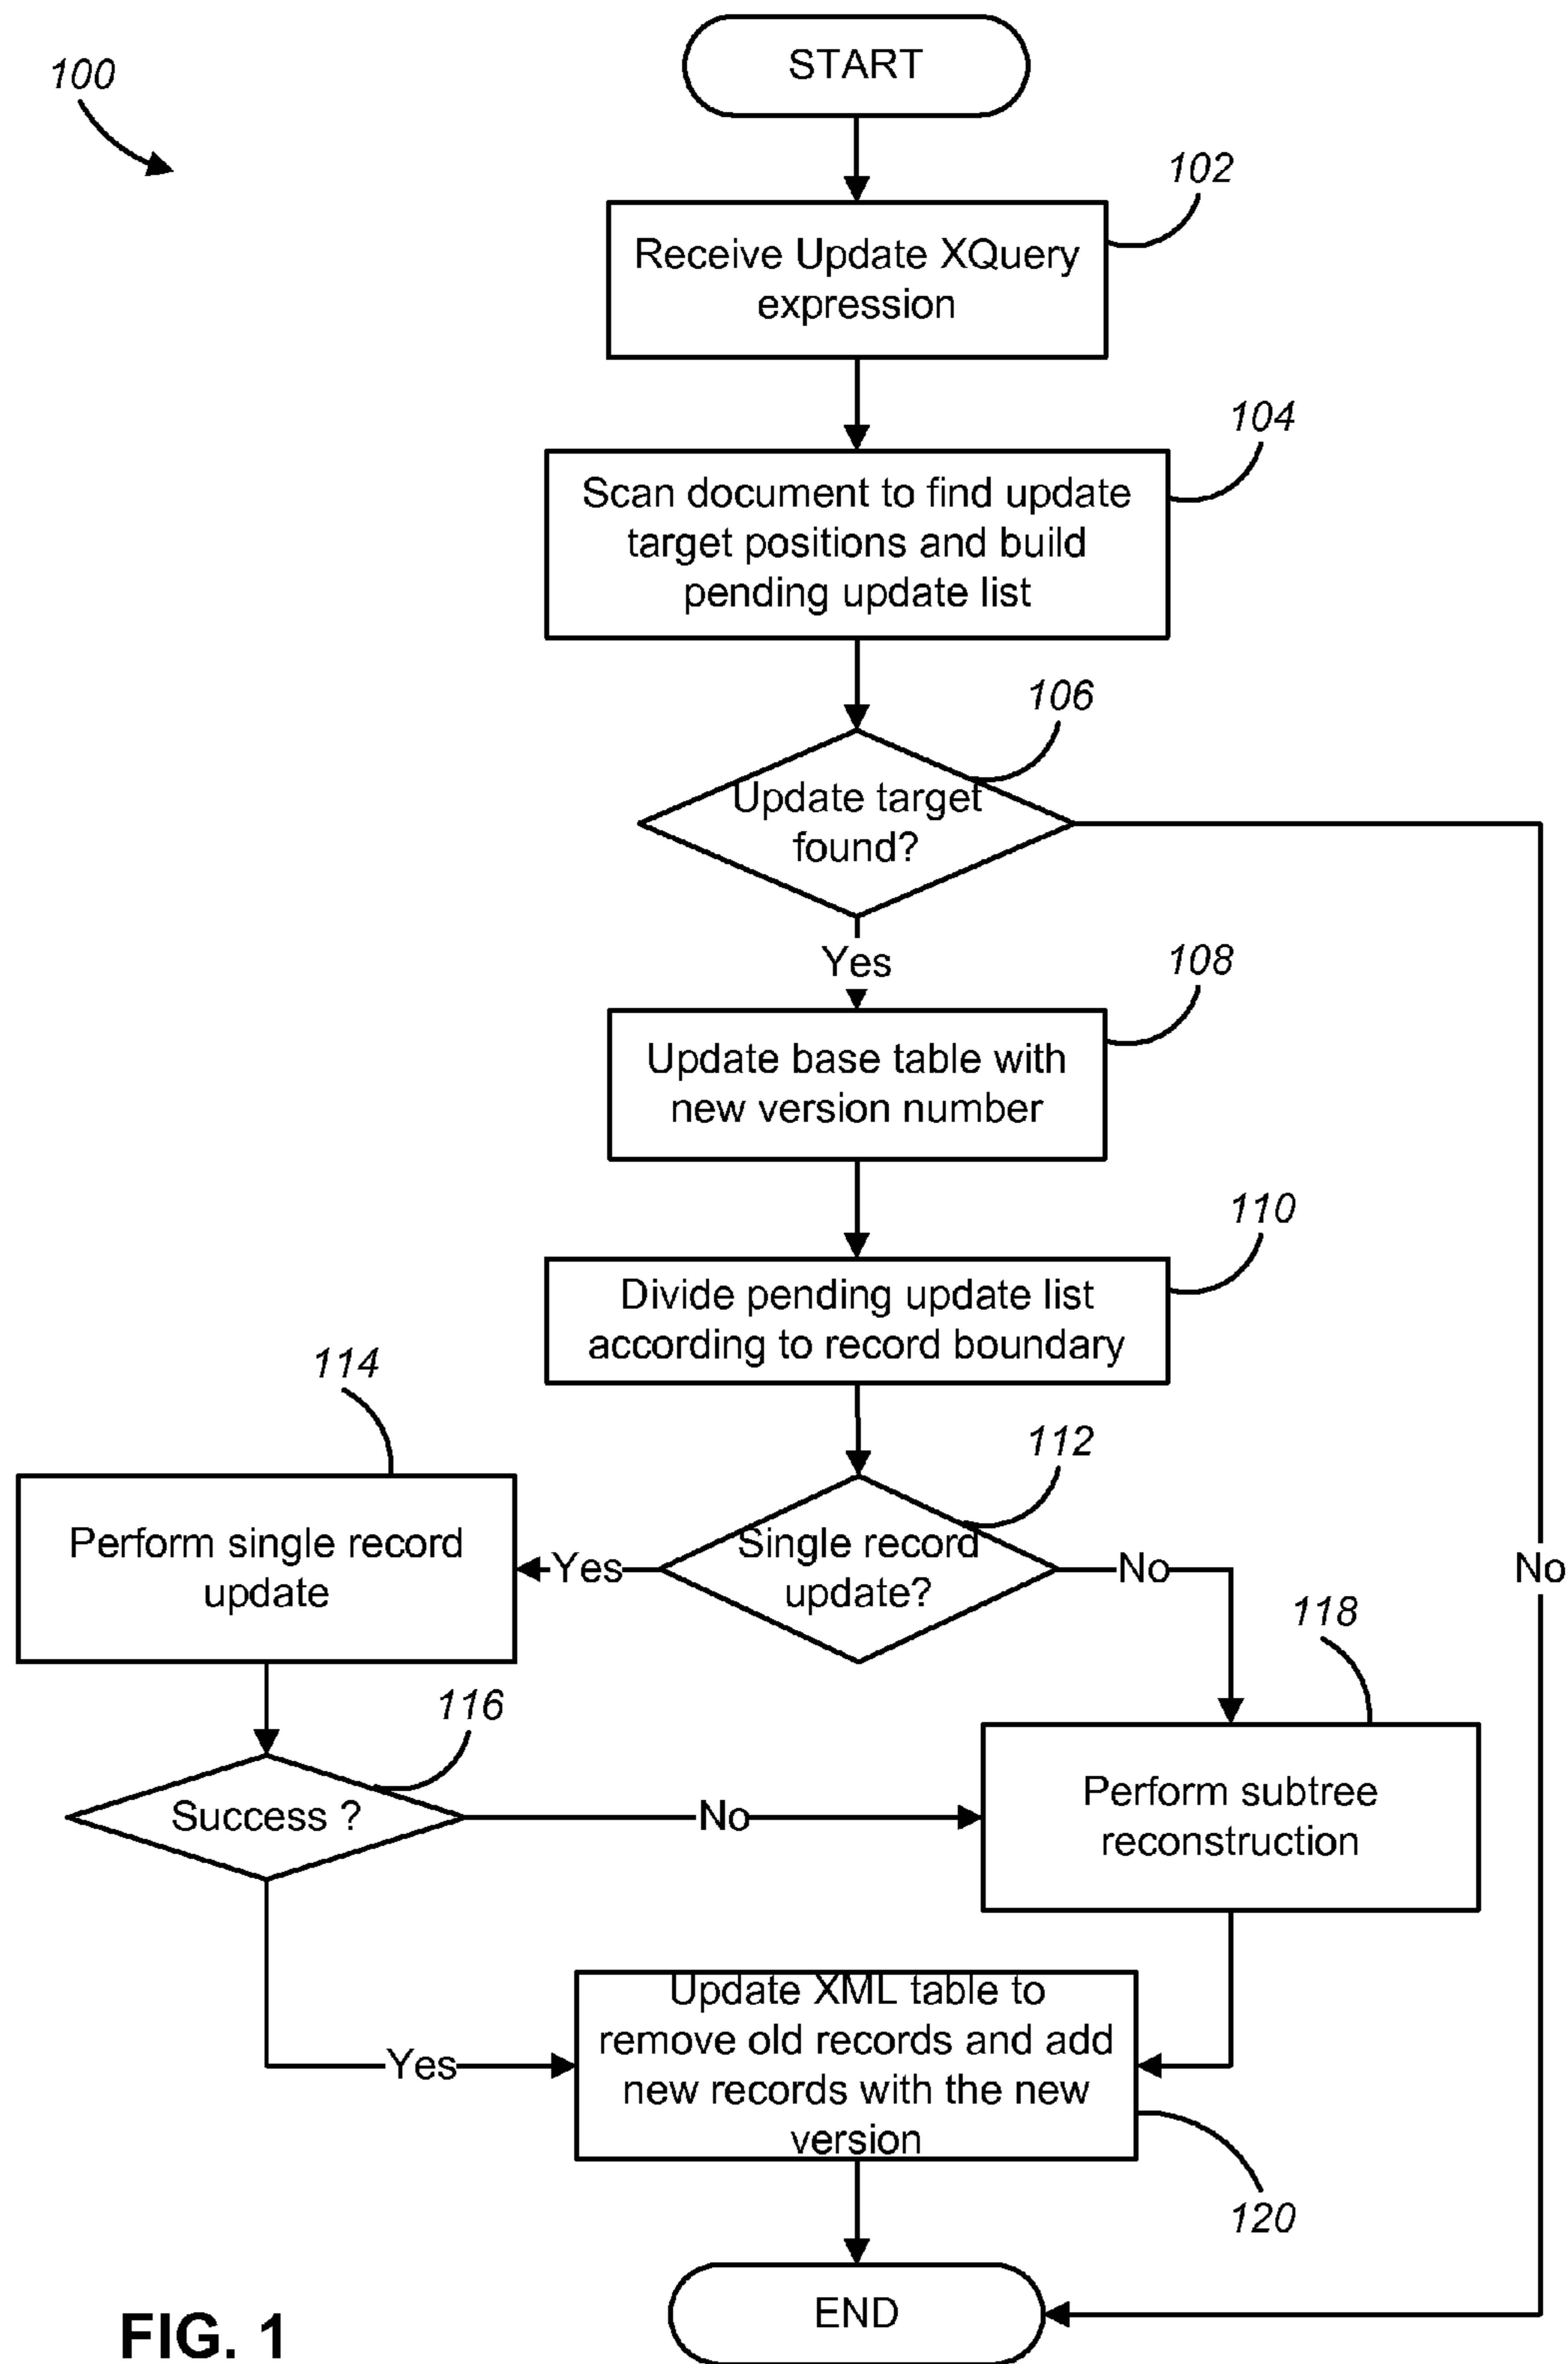 START
100
102
Receive Update XQuery
expression
104
Scan document to find update
target positions and build
pending update list
106
Update target
found?
Yes
108
Update base table with
new version number
110
Divide pending update list
according to record boundary
114
112
Perform single record
update
Yes
Single record
update?
No
No
118
116
Success ?
No
Perform subtree
reconstruction
Update XML table to
remove old records and add
new records with the new
version
Yes
120
END
FIG. 1